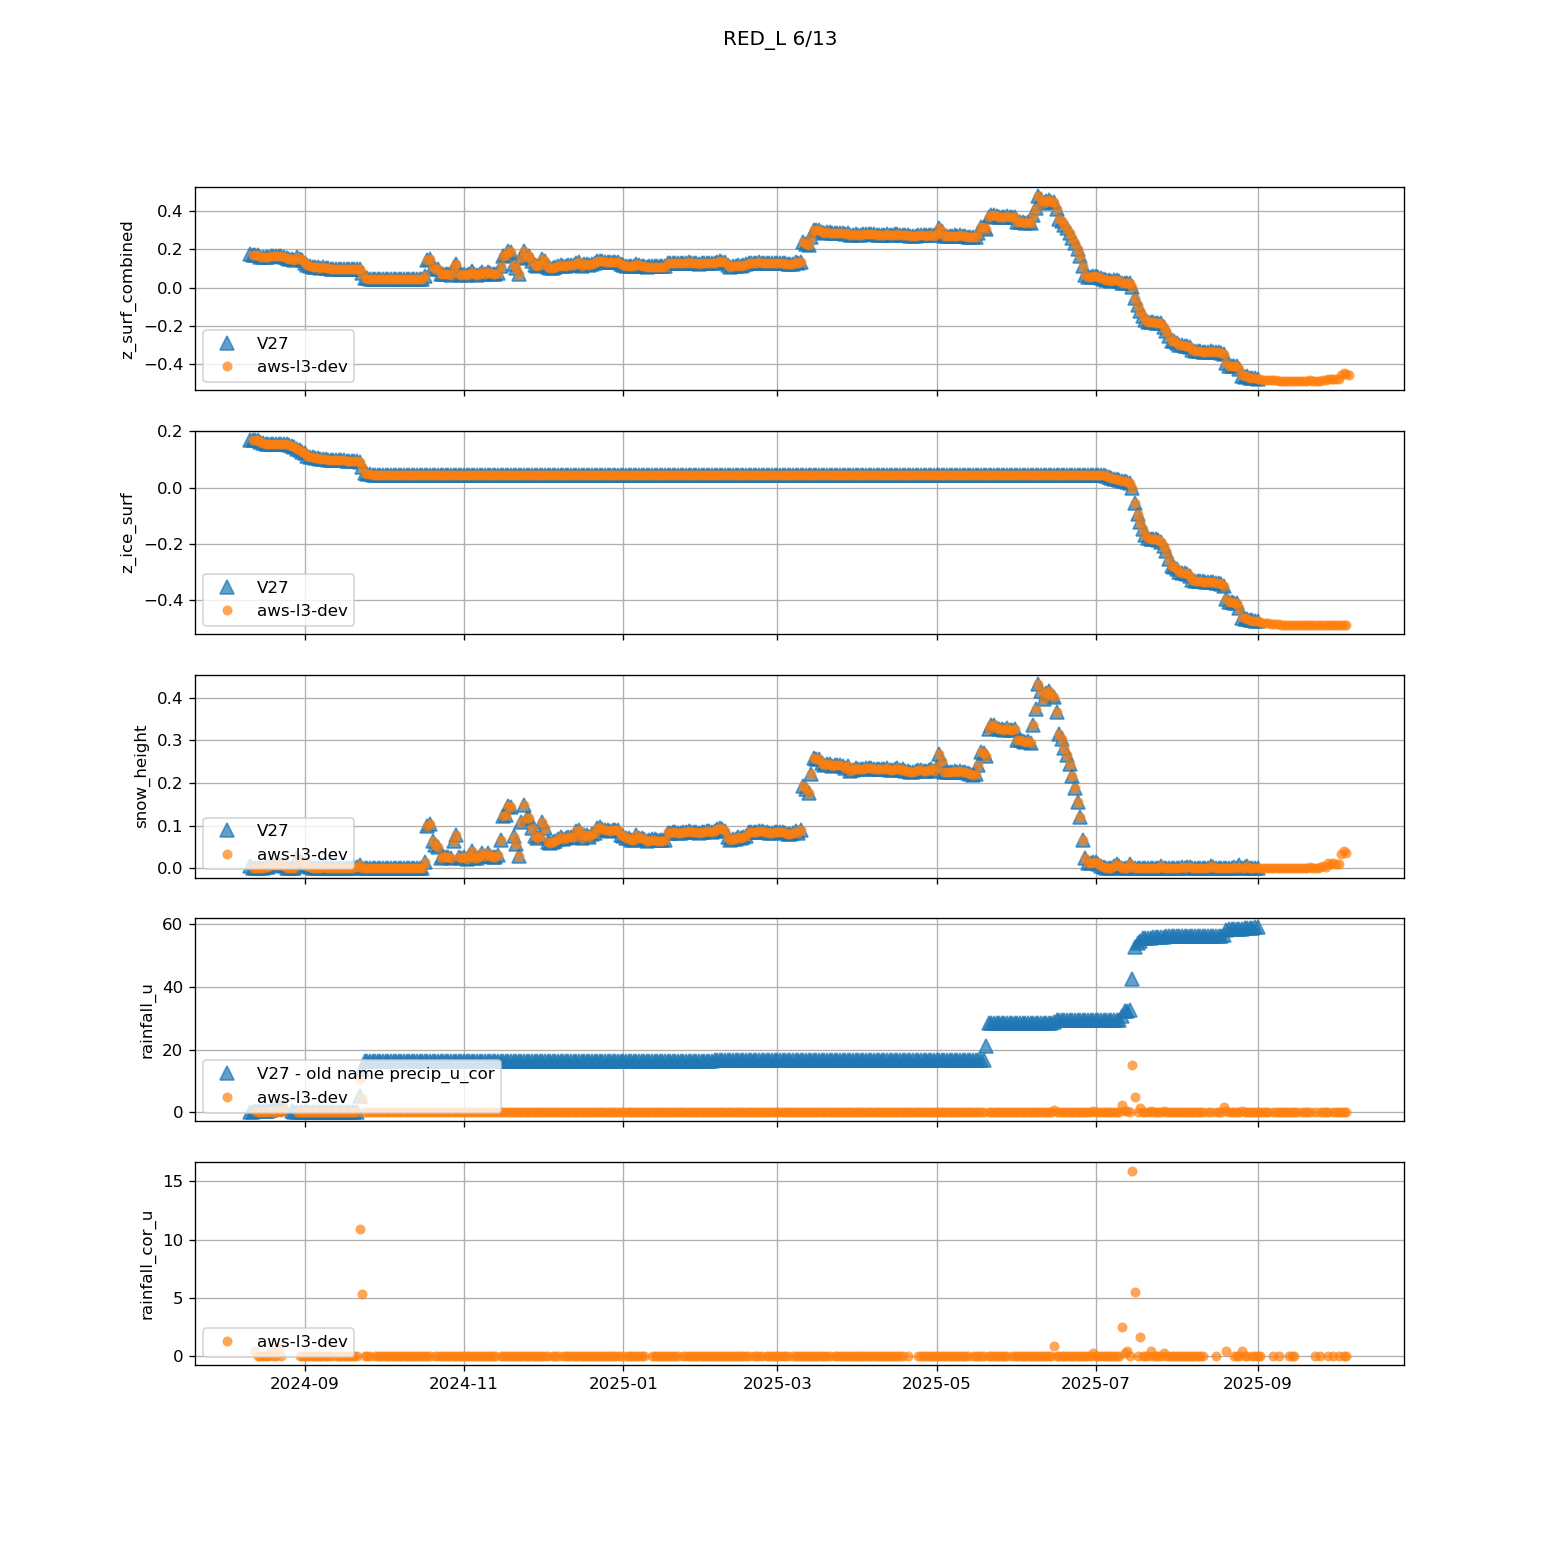 RED_L 6/13
z_surf_combined
0.4
0.2
0.0
−0.2
−0.4
V27
aws-l3-dev
z_ice_surf
0.2
0.0
−0.2
−0.4
V27
aws-l3-dev
snow_height
0.4
0.3
0.2
0.1
0.0
V27
aws-l3-dev
rainfall_u
60
40
20
0
V27 - old name precip_u_cor
aws-l3-dev
rainfall_cor_u
15
10
5
0
aws-l3-dev
2024-09 2024-11 2025-01 2025-03 2025-05 2025-07 2025-09